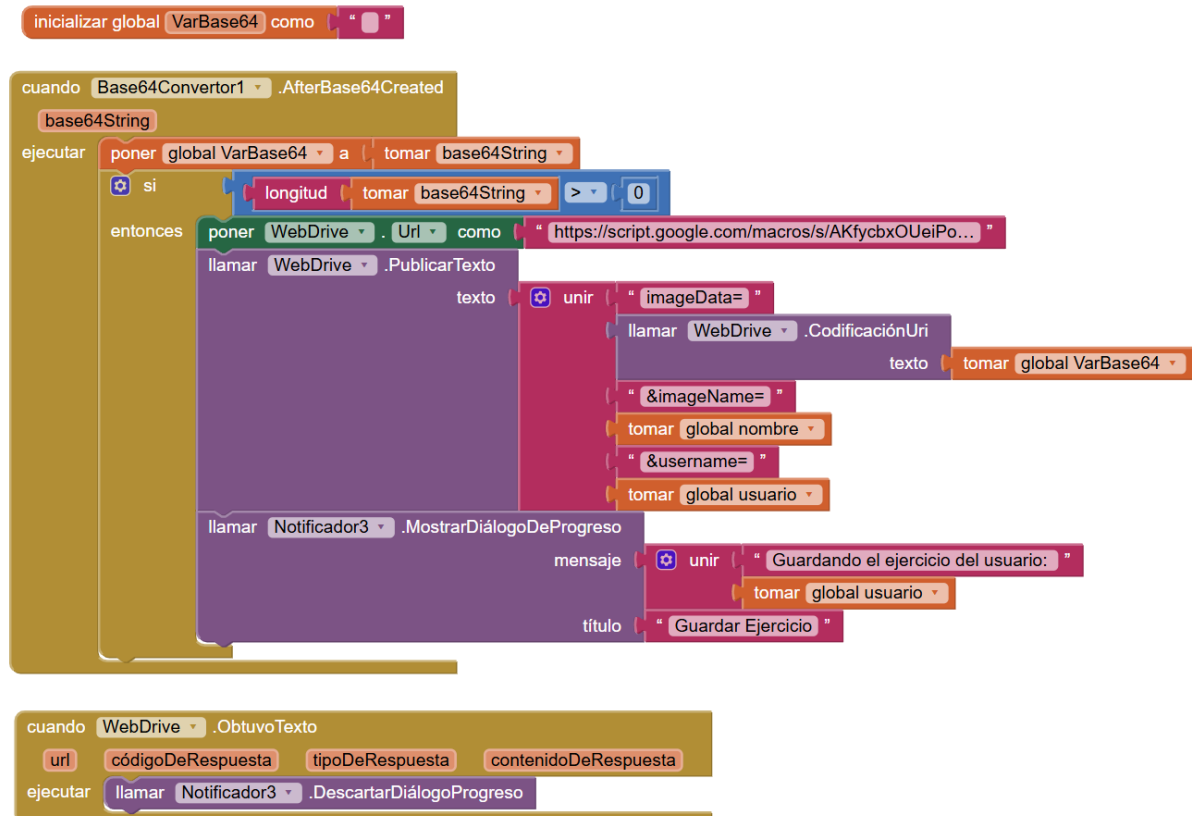 inicializar global VarBase64 como " "
cuando Base64Convertor1 .AfterBase64Created
base64String
ejecutar poner global VarBase64 a tomar base64String
si longitud tomar base64String > 0
entonces poner WebDrive . Url como " https://script.google.com/macros/s/AKfycbxOUeiPo… "
llamar WebDrive .PublicarTexto
texto unir " imageData= "
llamar WebDrive .CodificaciónUri
texto tomar global VarBase64
" &imageName= "
tomar global nombre
" &username= "
tomar global usuario
llamar Notificador3 .MostrarDiálogoDeProgreso
mensaje unir " Guardando el ejercicio del usuario: "
tomar global usuario
título " Guardar Ejercicio "
cuando WebDrive .ObtuvoTexto
url códigoDeRespuesta tipoDeRespuesta contenidoDeRespuesta
ejecutar llamar Notificador3 .DescartarDiálogoProgreso